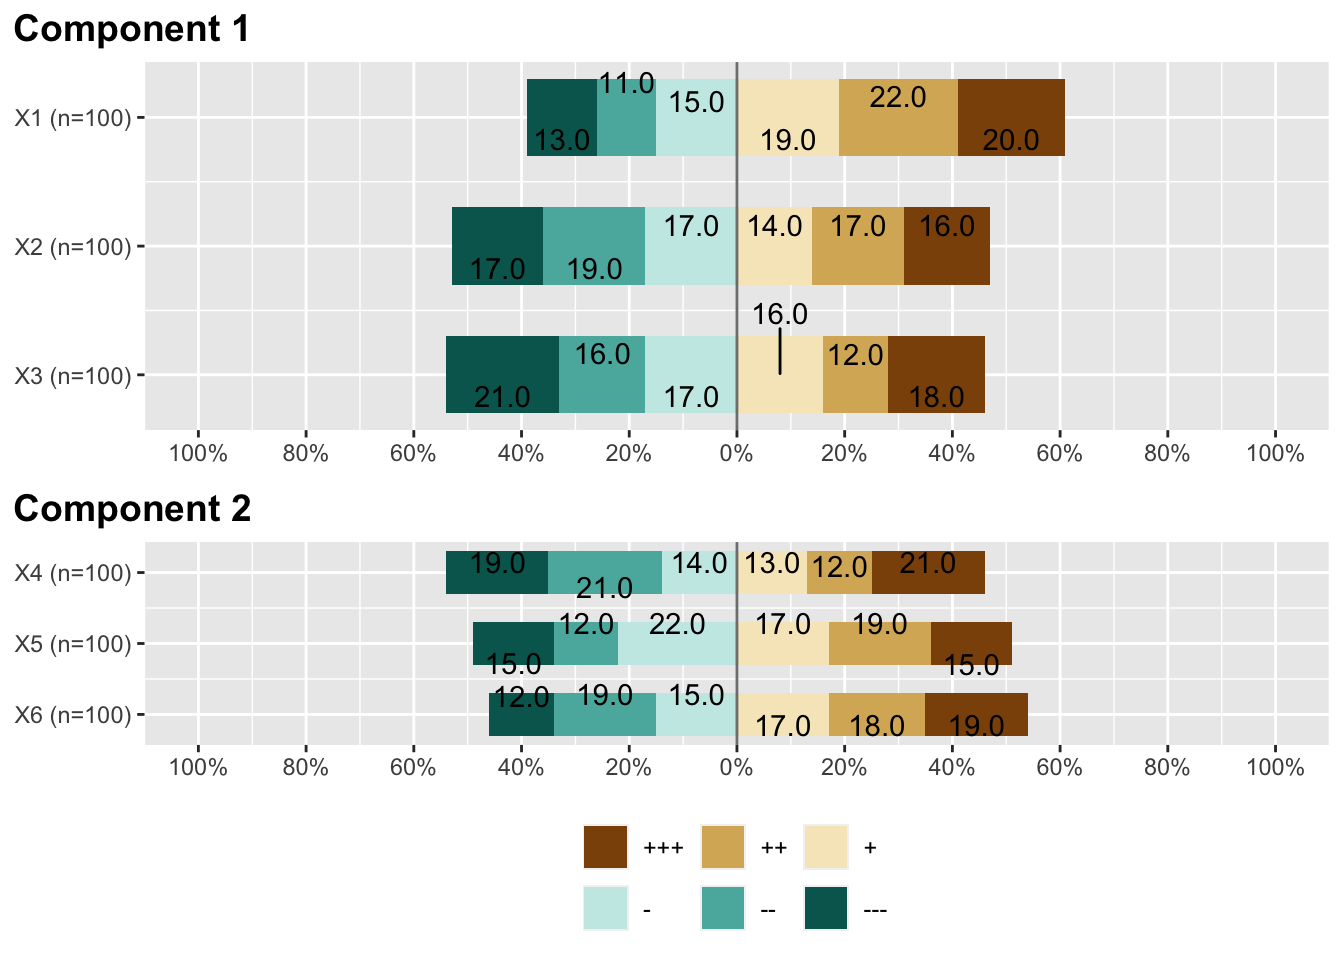 Component 1
X1 (n=100) 13.0 11.0 15.0 19.0 22.0 20.0
X2 (n=100) 17.0 19.0 17.0 14.0 17.0 16.0
X3 (n=100) 21.0 16.0 17.0 16.0 12.0 18.0
100% 80% 60% 40% 20% 0% 20% 40% 60% 80% 100%
Component 2
X4 (n=100) 19.0 21.0 14.0 13.0 12.0 21.0
X5 (n=100) 15.0 12.0 22.0 17.0 19.0 15.0
X6 (n=100) 12.0 19.0 15.0 17.0 18.0 19.0
100% 80% 60% 40% 20% 0% 20% 40% 60% 80% 100%
+++ ++ +
- -- ---